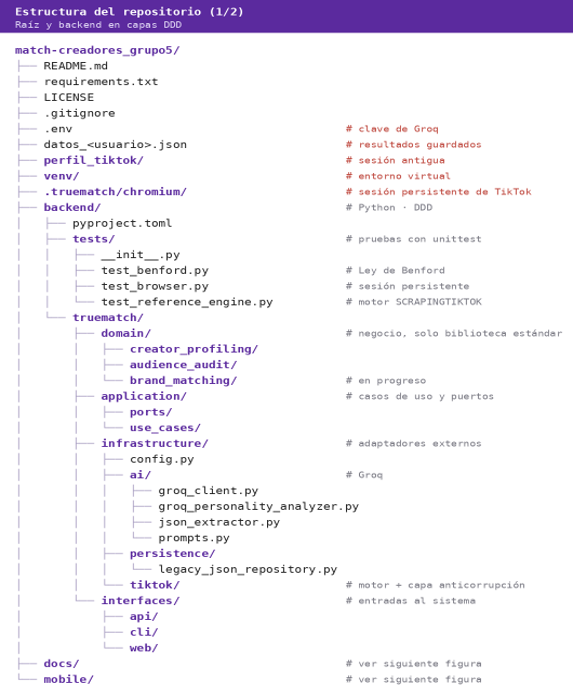 Estructura del repositorio (1/2)
Raíz y backend en capas DDD
match-creadores_grupo5/
├── README.md
├── requirements.txt
├── LICENSE
├── .gitignore
├── .env # clave de Groq
├── datos_<usuario>.json # resultados guardados
├── perfil_tiktok/ # sesión antigua
├── venv/ # entorno virtual
├── .truematch/chromium/ # sesión persistente de TikTok
├── backend/ # Python · DDD
│   ├── pyproject.toml
│   ├── tests/ # pruebas con unittest
│   │   ├── __init__.py
│   │   ├── test_benford.py # Ley de Benford
│   │   ├── test_browser.py # sesión persistente
│   │   └── test_reference_engine.py # motor SCRAPINGTIKTOK
│   └── truematch/
│       ├── domain/ # negocio, solo biblioteca estándar
│       │   ├── creator_profiling/
│       │   ├── audience_audit/
│       │   └── brand_matching/ # en progreso
│       ├── application/ # casos de uso y puertos
│       │   ├── ports/
│       │   └── use_cases/
│       ├── infrastructure/ # adaptadores externos
│       │   ├── config.py
│       │   ├── ai/ # Groq
│       │   │   ├── groq_client.py
│       │   │   ├── groq_personality_analyzer.py
│       │   │   ├── json_extractor.py
│       │   │   └── prompts.py
│       │   ├── persistence/
│       │   │   └── legacy_json_repository.py
│       │   └── tiktok/ # motor + capa anticorrupción
│       └── interfaces/ # entradas al sistema
│           ├── api/
│           ├── cli/
│           └── web/
├── docs/ # ver siguiente figura
└── mobile/ # ver siguiente figura